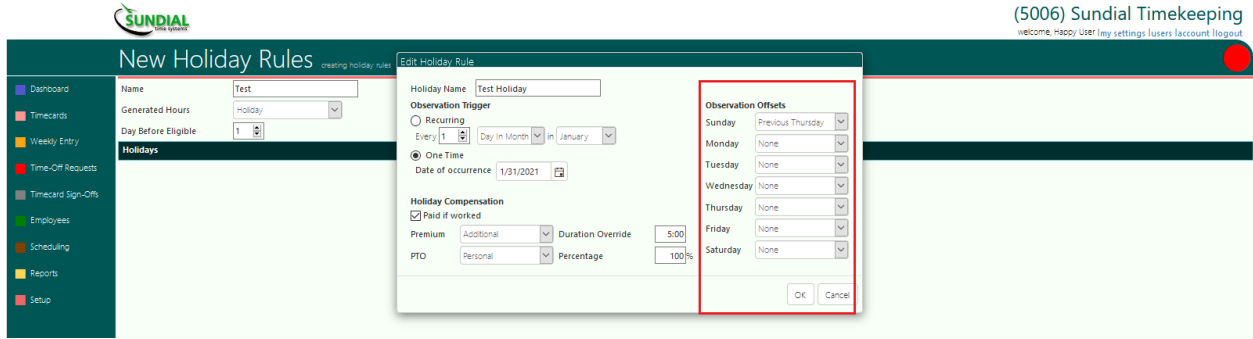 SUNDIAL
time systems
(5006) Sundial Timekeeping
welcome, Happy User |my settings |users |account |logout
New Holiday Rules creating holiday rules
Edit Holiday Rule
Dashboard
Timecards
Weekly Entry
Time-Off Requests
Timecard Sign-Offs
Employees
Scheduling
Reports
Setup
Name Test
Generated Hours Holiday
Day Before Eligible 1
Holidays
Holiday Name Test Holiday
Observation Trigger
Recurring
Every 1 Day In Month in January
One Time
Date of occurrence 1/31/2021
Holiday Compensation
Paid if worked
Premium Additional Duration Override 5:00
PTO Personal Percentage 100 %
Observation Offsets
Sunday Previous Thursday
Monday None
Tuesday None
Wednesday None
Thursday None
Friday None
Saturday None
OK Cancel